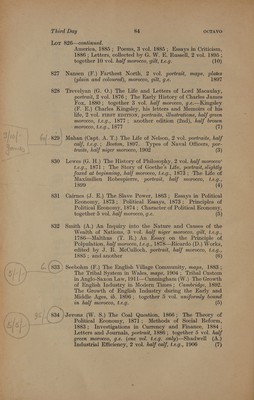 Third Day 84 OCTAVO
LOT 826—continued.
America, 1885; Poems, 3 vol. 1885; Essays in Criticism,
1886; Letters, collected by G. W. E. Russell, 2 vol. 1895;
together 10 vol. half morocco, gilt, t.e.g. (10)
827 Nansen (F.) Farthest North, 2 vol. portrait, maps, plates
(plain and coloured), morocco, gilt, g.e. 1897
828 Trevelyan (G. O.) The Life and Letters of Lord Macaulay,
portrait, 2 vol. 1876; The Early History of Charles James
Fox, 1880; together 3 vol. half morocco, g.e.—Kingsley
(F. E.) Charles Kingsley, his letters and Memoirs of his
life, 2 vol. FIRST EDITION, portraits, illustrations, half green
morocco, t.e.g., 1877; another edition (3rd), half brown
morocco, t.e.g., 1877 (7)
829 Mahan (Capt. A. T.) The Life of Nelson, 2 vol. portraits, half
calf, t.e.g.; Boston, 1897. Types of Naval Officers, por-
traits, half niger morocco, 1902 (3)
830 Lewes (G. H.) The History of Philosophy, 2 vol. half morocco
t.e.g., 1871; The Story of Goethe's Life, portrait, slightly
foxed at beginning, half morocco, t.e.g., 1873; The Life of
Maximilien Robespierre, portrait, half morocco, t.e.g.,
1899. (4)
831 Cairnes (J. E.) The Slave Power, 1863; Essays in Political
Economy, 1873; Political Essays, 1873; Principles of
Political Economy, 1874; Character of Political Economy,
together 5 vol. half morocco, g.e. (5)
832 Smith (A.) An Inquiry into the Nature and Causes of the
Wealth of Nations, 3 vol. half niger morocco, gilt, t.e.g.,
1796—Malthus (T. R.) An Essay on the Principle of
Polpulation, half morocco, t.e.g., 1878—Ricardo (D.) Works,
edited by J. R. McCulloch, portrait, half morocco, t.e.g.,
1885; and another (6)
833 Seebohm (F.) The English Village Community, maps, 1883;
The Tribal System in Wales, maps, 1904; Tribal Custom
in Anglo-Saxon Law, 1911—Cunningham (W.) The Growth
of English Industry in Modern Times; Cambridge, 1892.
The Growth of English Industry during the Early and
Middle Ages, ib. 1896; together 5 vol. uniformly bound
in half morocco, t.e.g. (5)
834 Jevons (W. S.) The Coal Question, 1866; The Theory of
Political Economy, 1871; Methods of Social Reform,
1883; Investigations in Currency and Finance, 1884;
Letters and Journals, portrait, 1886; together 5 vol. half
green morocco, g.e. (one vol. t.e.g. only)—Shadwell (A.)
Industrial Efficiency, 2 vol. half calf, t.e.g., 1906 (7)